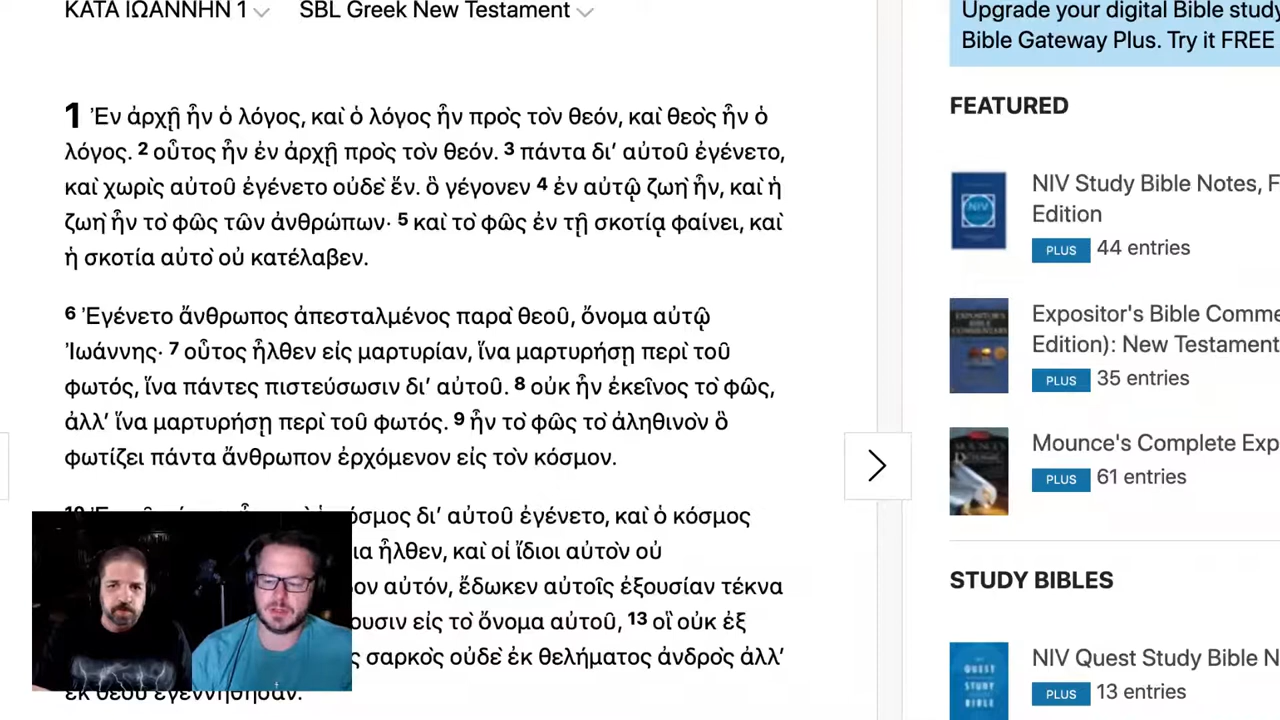 ΚΑΤΑ ΙΩΑΝΝΗΝ 1 SBL Greek New Testament
1 Ἐν ἀρχῇ ἦν ὁ λόγος, καὶ ὁ λόγος ἦν πρὸς τὸν θεόν, καὶ θεὸς ἦν ὁ
λόγος. 2 οὗτος ἦν ἐν ἀρχῇ πρὸς τὸν θεόν. 3 πάντα δι’ αὐτοῦ ἐγένετο,
καὶ χωρὶς αὐτοῦ ἐγένετο οὐδὲ ἕν. ὃ γέγονεν 4 ἐν αὐτῷ ζωὴ ἦν, καὶ ἡ
ζωὴ ἦν τὸ φῶς τῶν ἀνθρώπων· 5 καὶ τὸ φῶς ἐν τῇ σκοτίᾳ φαίνει, καὶ
ἡ σκοτία αὐτὸ οὐ κατέλαβεν.
6 Ἐγένετο ἄνθρωπος ἀπεσταλμένος παρὰ θεοῦ, ὄνομα αὐτῷ
Ἰωάννης· 7 οὗτος ἦλθεν εἰς μαρτυρίαν, ἵνα μαρτυρήσῃ περὶ τοῦ
φωτός, ἵνα πάντες πιστεύσωσιν δι’ αὐτοῦ. 8 οὐκ ἦν ἐκεῖνος τὸ φῶς,
ἀλλ’ ἵνα μαρτυρήσῃ περὶ τοῦ φωτός. 9 ἦν τὸ φῶς τὸ ἀληθινὸν ὃ
φωτίζει πάντα ἄνθρωπον ἐρχόμενον εἰς τὸν κόσμον.
κόσμος δι’ αὐτοῦ ἐγένετο, καὶ ὁ κόσμος
ἦλθεν, καὶ οἱ ἴδιοι αὐτὸν οὐ
αὐτόν, ἔδωκεν αὐτοῖς ἐξουσίαν τέκνα
εἰς τὸ ὄνομα αὐτοῦ, 13 οἳ οὐκ ἐξ
σαρκὸς οὐδὲ ἐκ θελήματος ἀνδρὸς ἀλλ’
ἐκ θεοῦ ἐγεννήθησαν.
Upgrade your digital Bible study
Bible Gateway Plus. Try it FREE
FEATURED
NIV Study Bible Notes, F
Edition
PLUS 44 entries
Expositor's Bible Comme
Edition): New Testament
PLUS 35 entries
Mounce's Complete Exp
PLUS 61 entries
STUDY BIBLES
NIV Quest Study Bible N
PLUS 13 entries
NIV
QUEST
STUDY
BIBLE